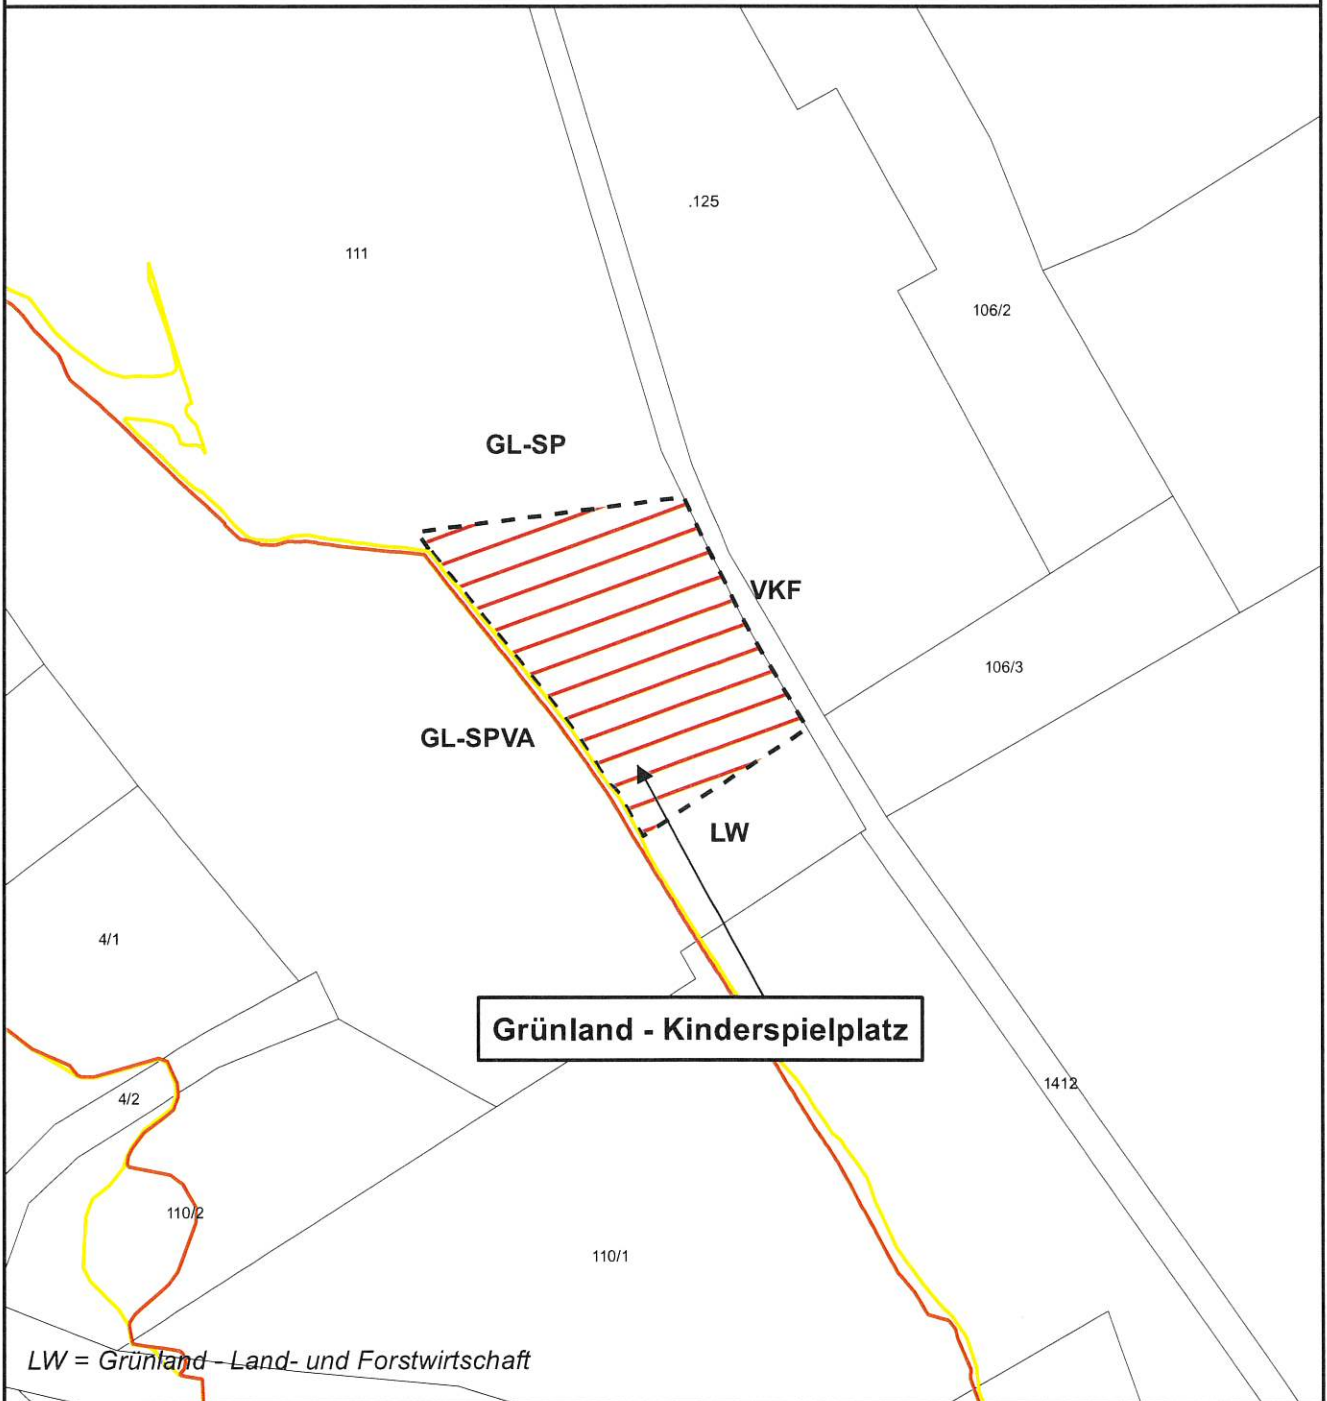 .125
111
106/2
GL-SP
VKF
106/3
GL-SPVA
LW
4/1
Grünland - Kinderspielplatz
1412
4/2
110/2
110/1
LW = Grünland - Land- und Forstwirtschaft